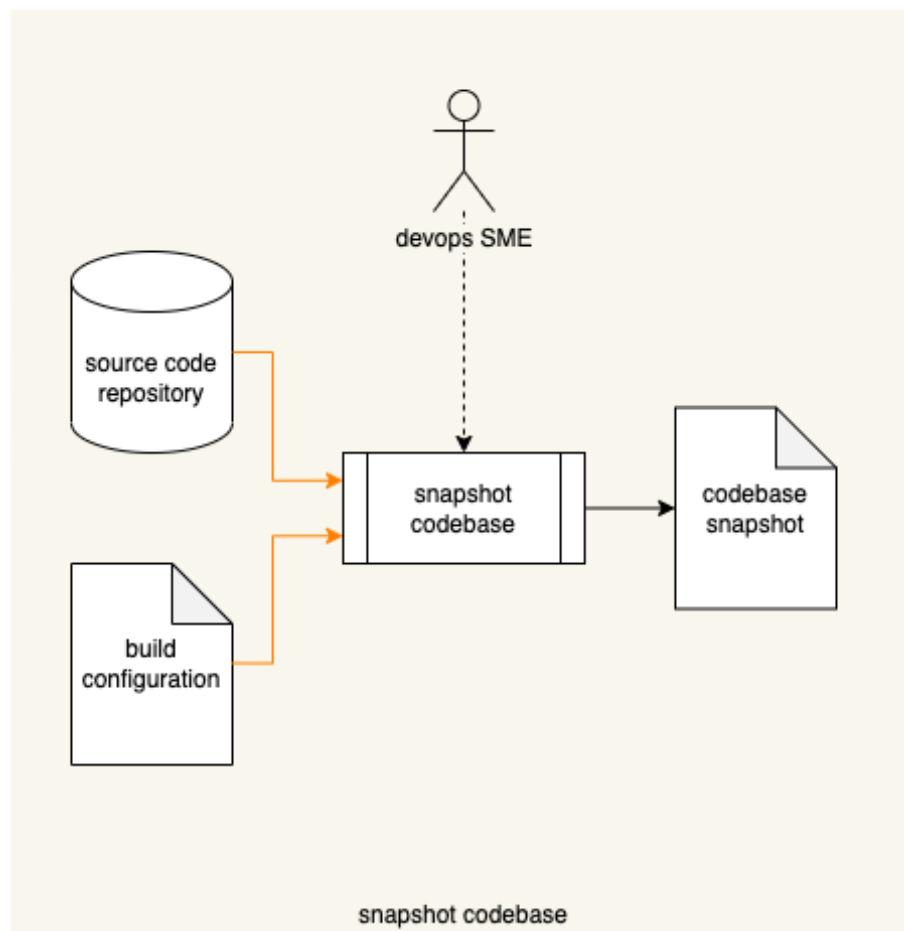 devops SME
source code
repository
snapshot
codebase
codebase
snapshot
build
configuration
snapshot codebase